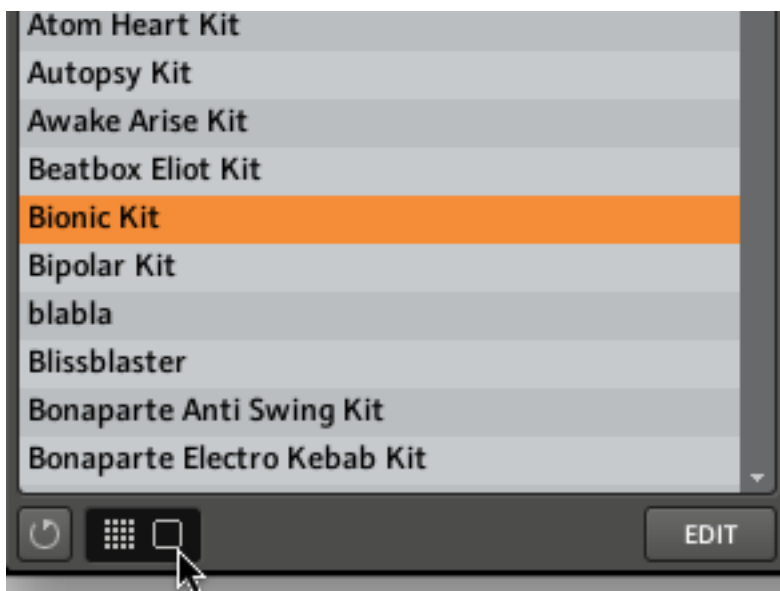 Atom Heart Kit
Autopsy Kit
Awake Arise Kit
Beatbox Eliot Kit
Bionic Kit
Bipolar Kit
blabla
Blissblaster
Bonaparte Anti Swing Kit
Bonaparte Electro Kebab Kit
EDIT